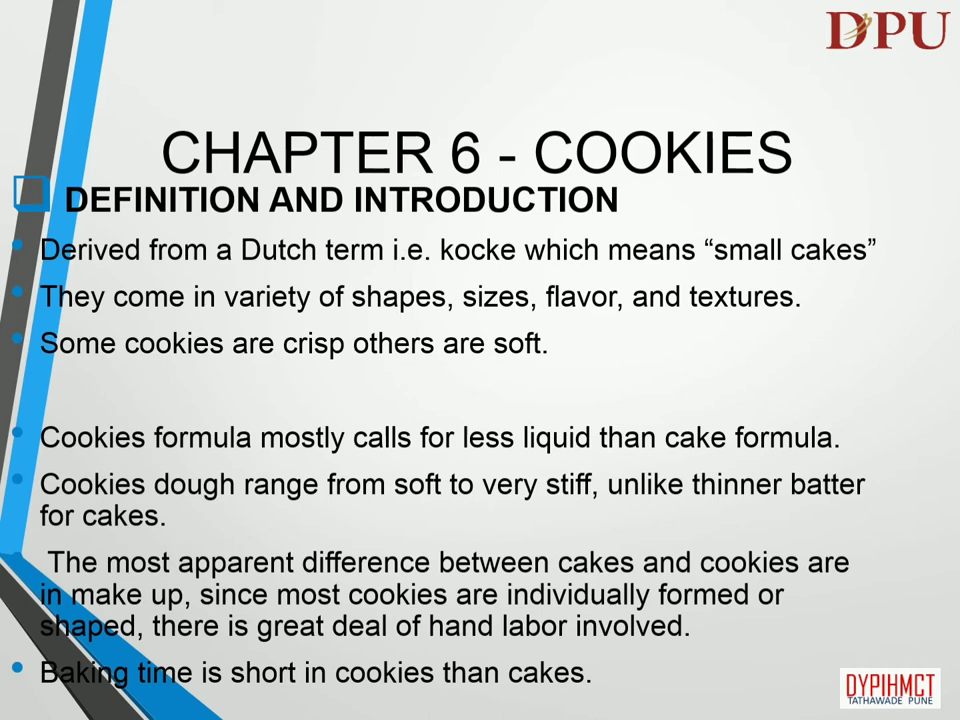 DPU
CHAPTER 6 - COOKIES
DEFINITION AND INTRODUCTION
• Derived from a Dutch term i.e. kocke which means “small cakes”
• They come in variety of shapes, sizes, flavor, and textures.
• Some cookies are crisp others are soft.
• Cookies formula mostly calls for less liquid than cake formula.
• Cookies dough range from soft to very stiff, unlike thinner batter
for cakes.
• The most apparent difference between cakes and cookies are
in make up, since most cookies are individually formed or
shaped, there is great deal of hand labor involved.
• Baking time is short in cookies than cakes.
DYPIHMCT
TATHAWADE PUNE